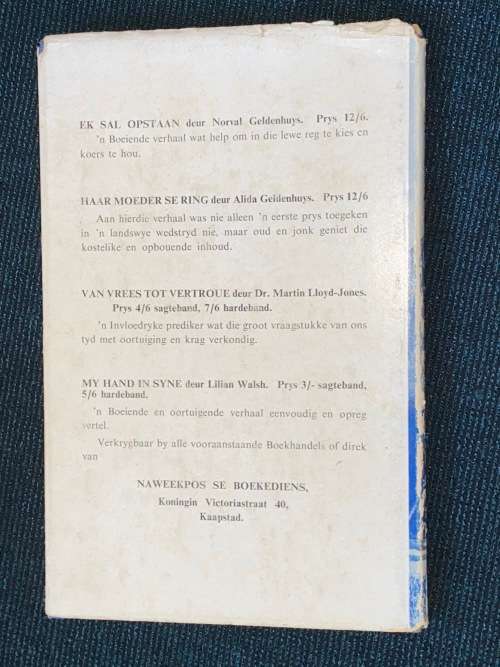 EK SAL OPSTAAN deur Norval Geldenhuys. Prys 12/6.
'n Boeiende verhaal wat help om in die lewe reg te kies en
koers te hou.
HAAR MOEDER SE RING deur Alida Geldenhuys. Prys 12/6
Aan hierdie verhaal was nie alleen 'n eerste prys toegeken
in 'n landswye wedstryd nie, maar oud en jonk geniet die
kostelike en opbouende inhoud.
VAN VREES TOT VERTROUE deur Dr. Martin Lloyd-Jones.
Prys 4/6 sagteband, 7/6 hardeband.
'n Invloedryke prediker wat die groot vraagstukke van ons
tyd met oortuiging en krag verkondig.
MY HAND IN SYNE deur Lilian Walsh. Prys 3/- sagteband,
5/6 hardeband.
'n Boeiende en oortuigende verhaal eenvoudig en opreg
vertel.
Verkrygbaar by alle vooraanstaande Boekhandels of direk
van
NAWEEKPOS SE BOEKEDIENS,
Koningin Victoriastraat 40,
Kaapstad.